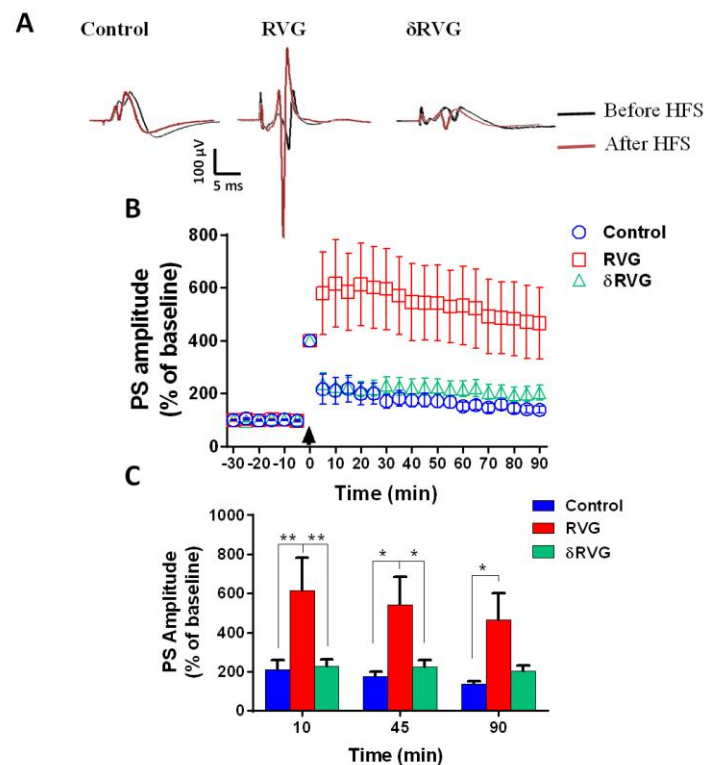 A
Control RVG δRVG
Before HFS
After HFS
100 µV
5 ms
B
Control
RVG
δRVG
PS amplitude
(% of baseline)
800
600
400
200
0
-30 -20 -10 0 10 20 30 40 50 60 70 80 90
Time (min)
C
Control
RVG
δRVG
PS Amplitude
(% of baseline)
1000
800
600
400
200
0
** ** * * *
10 45 90
Time (min)